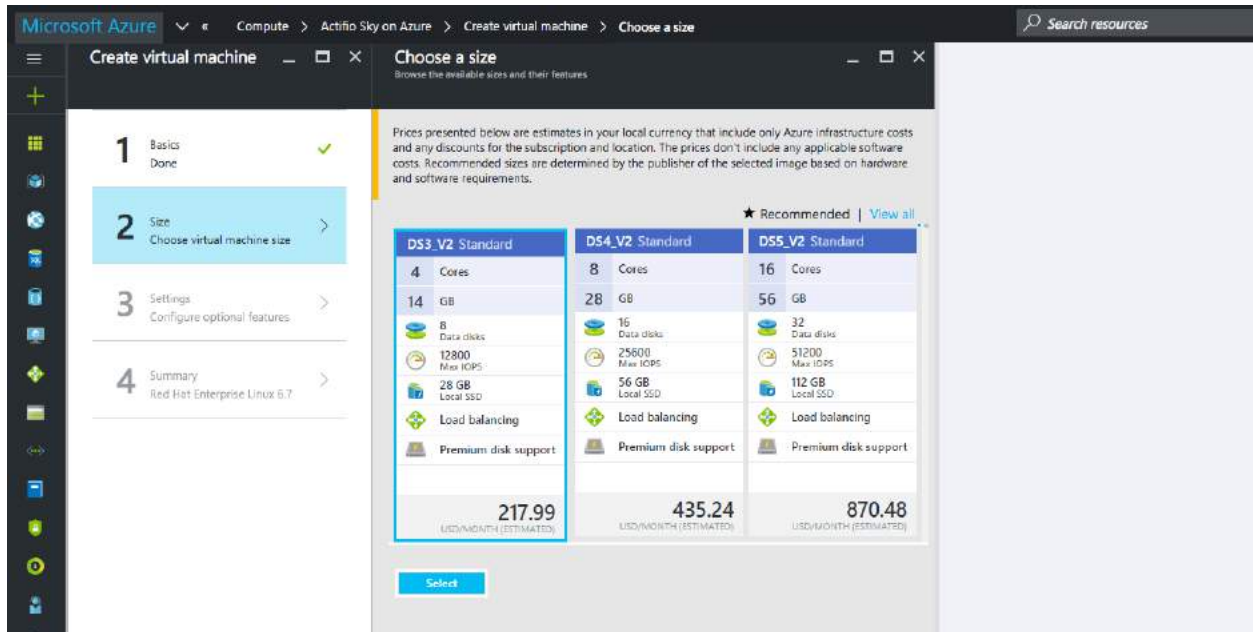 Microsoft Azure
Compute > Actifio Sky on Azure > Create virtual machine > Choose a size
Search resources
Create virtual machine
1
Basics
Done
2
Size
Choose virtual machine size
3
Settings
Configure optional features
4
Summary
Red Hat Enterprise Linux 6.7
Choose a size
Browse the available sizes and their features
Prices presented below are estimates in your local currency that include only Azure infrastructure costs
and any discounts for the subscription and location. The prices don't include any applicable software
costs. Recommended sizes are determined by the publisher of the selected image based on hardware
and software requirements.
★ Recommended | View all
DS3_V2 Standard
4 Cores
14 GB
8
Data disks
12800
Max IOPS
28 GB
Local SSD
Load balancing
Premium disk support
217.99
USD/MONTH (ESTIMATED)
DS4_V2 Standard
8 Cores
28 GB
16
Data disks
25600
Max IOPS
56 GB
Local SSD
Load balancing
Premium disk support
435.24
USD/MONTH (ESTIMATED)
DS5_V2 Standard
16 Cores
56 GB
32
Data disks
51200
Max IOPS
112 GB
Local SSD
Load balancing
Premium disk support
870.48
USD/MONTH (ESTIMATED)
Select